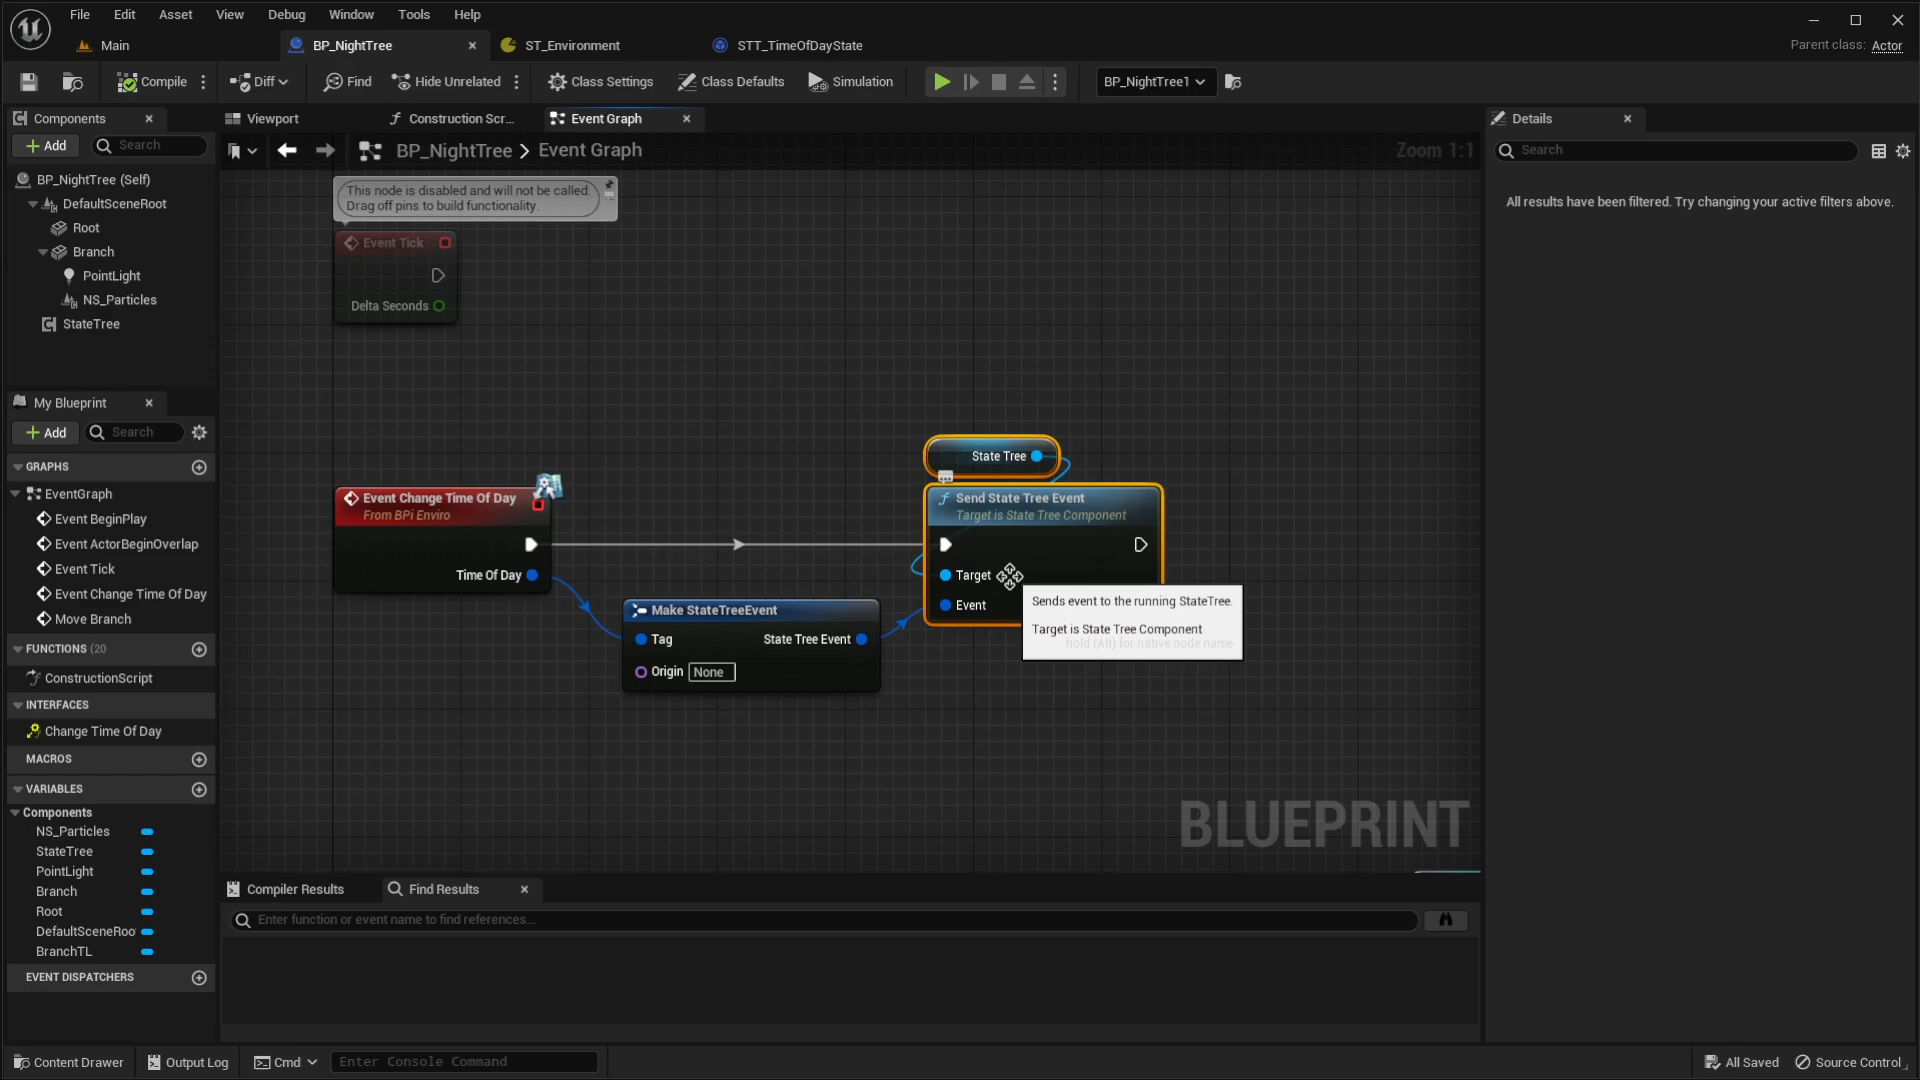 File Edit Asset View Window Debug Tools Help
Main BP_NightTree ST_Environment STT_TimeOfDayState
Parent class: Actor
Compile Diff Find Hide Unrelated Class Settings Class Defaults Simulation BP_NightTree1
Components
Viewport Construction Scr... Event Graph
Details
Add Search
BP_NightTree Event Graph
Zoom 1:1
Search
BP_NightTree (Self)
DefaultSceneRoot
Root
Branch
PointLight
NS_Particles
StateTree
All results have been filtered. Try changing your active filters above.
This node is disabled and will not be called.
Drag off pins to build functionality.
Event Tick
Delta Seconds
My Blueprint
Add Search
GRAPHS
EventGraph
Event BeginPlay
Event ActorBeginOverlap
Event Tick
Event Change Time Of Day
Move Branch
FUNCTIONS (20
ConstructionScript
INTERFACES
Change Time Of Day
MACROS
VARIABLES
Components
NS_Particles
StateTree
PointLight
Branch
Root
DefaultSceneRoo
BranchTL
EVENT DISPATCHERS
State Tree
Event Change Time Of Day
From BPi Enviro
Time Of Day
Make StateTreeEvent
Tag State Tree Event
Origin None
Send State Tree Event
Target is State Tree Component
Target
Event
Sends event to the running StateTree.
Target is State Tree Component
hold (Alt) for native node name
BLUEPRINT
Compiler Results Find Results
Enter function or event name to find references...
Content Drawer Output Log Cmd Enter Console Command
All Saved Source Control